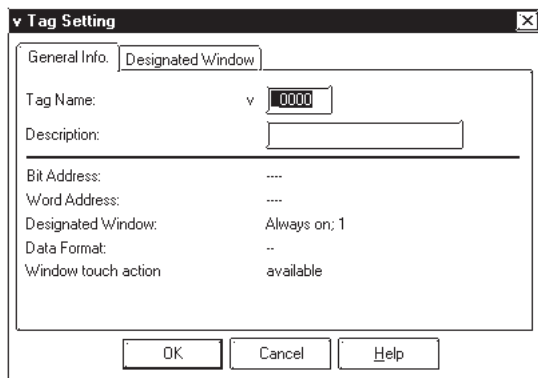 v Tag Setting
General Info. Designated Window
Tag Name: v 0000
Description:
Bit Address: ----
Word Address: ----
Designated Window: Always on; 1
Data Format: --
Window touch action available
OK Cancel Help